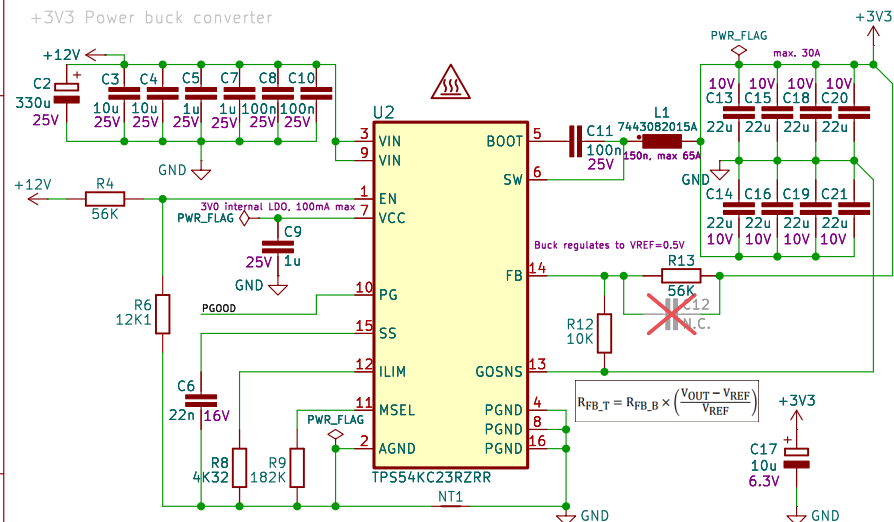 +3V3 Power buck converter
+12V
C2
330u
25V
C3
10u
25V
C4
10u
25V
C5
1u
25V
C7
1u
25V
C8
100n
25V
C10
100n
25V
GND
+12V
R4
56K
3V0 internal LDO, 100mA max
PWR_FLAG
C9
25V
1u
GND
R6
12K1
PGOOD
C6
22n
16V
R8
4K32
R9
182K
PWR_FLAG
U2
3
VIN
9
VIN
1
EN
7
VCC
10
PG
15
SS
12
ILIM
11
MSEL
2
AGND
BOOT
5
SW
6
FB
14
GOSNS
13
PGND
4
PGND
8
PGND
16
TPS54KC23RZRR
NT1
GND
C11
100n
25V
L1
7443082015A
150n, max 65A
PWR_FLAG
+3V3
max. 30A
10V
C13
22u
10V
C15
22u
10V
C18
22u
10V
C20
22u
GND
C14
22u
10V
C16
22u
10V
C19
22u
10V
C21
22u
10V
Buck regulates to VREF=0.5V
R13
56K
C12
N.C.
R12
10K
R_FB_T = R_FB_B × (V_OUT − V_REF / V_REF)
+3V3
C17
10u
6.3V
GND